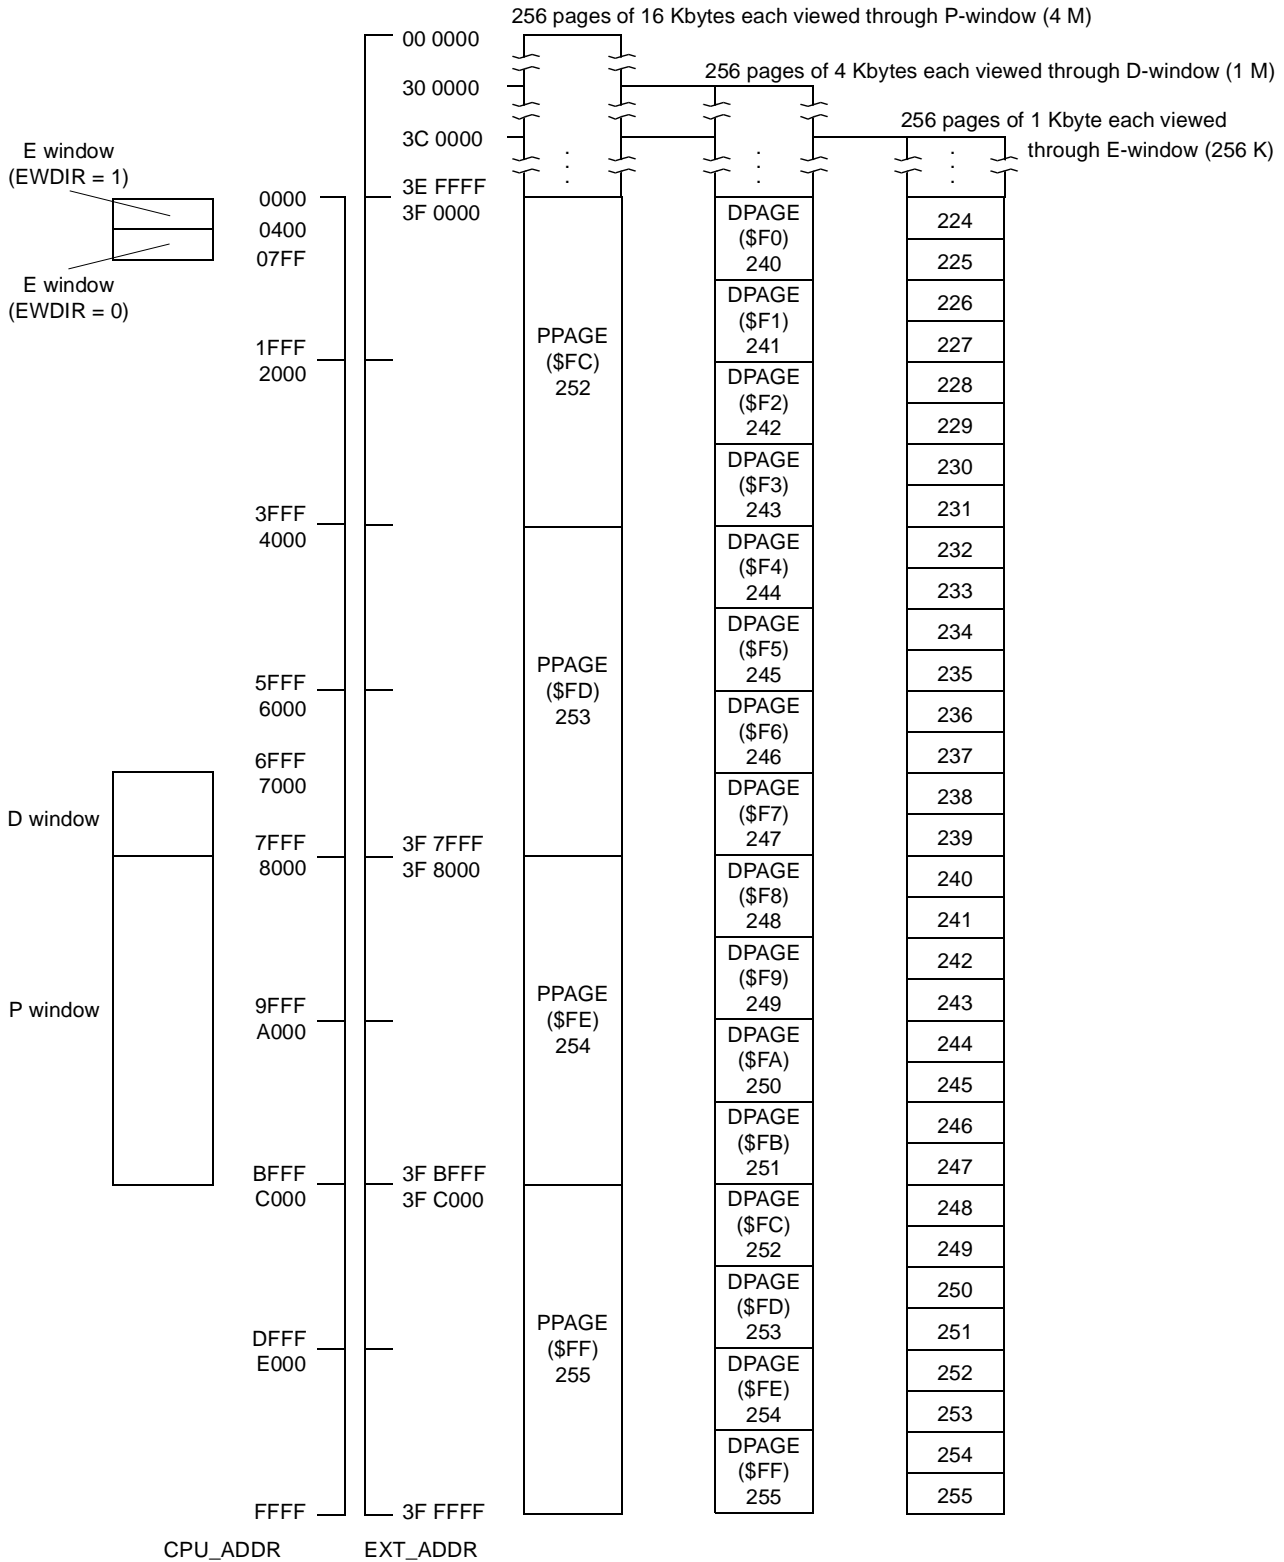 256 pages of 16 Kbytes each viewed through P-window (4 M)
00 0000
256 pages of 4 Kbytes each viewed through D-window (1 M)
30 0000
256 pages of 1 Kbyte each viewed
through E-window (256 K)
3C 0000
E window
(EWDIR = 1)
E window
(EWDIR = 0)
D window
P window
0000
0400
07FF
1FFF
2000
3FFF
4000
5FFF
6000
6FFF
7000
7FFF
8000
9FFF
A000
BFFF
C000
DFFF
E000
FFFF
CPU_ADDR
3E FFFF
3F 0000
3F 7FFF
3F 8000
3F BFFF
3F C000
3F FFFF
EXT_ADDR
PPAGE
($FC)
252
PPAGE
($FD)
253
PPAGE
($FE)
254
PPAGE
($FF)
255
DPAGE
($F0)
240
DPAGE
($F1)
241
DPAGE
($F2)
242
DPAGE
($F3)
243
DPAGE
($F4)
244
DPAGE
($F5)
245
DPAGE
($F6)
246
DPAGE
($F7)
247
DPAGE
($F8)
248
DPAGE
($F9)
249
DPAGE
($FA)
250
DPAGE
($FB)
251
DPAGE
($FC)
252
DPAGE
($FD)
253
DPAGE
($FE)
254
DPAGE
($FF)
255
224
225
226
227
228
229
230
231
232
233
234
235
236
237
238
239
240
241
242
243
244
245
246
247
248
249
250
251
252
253
254
255